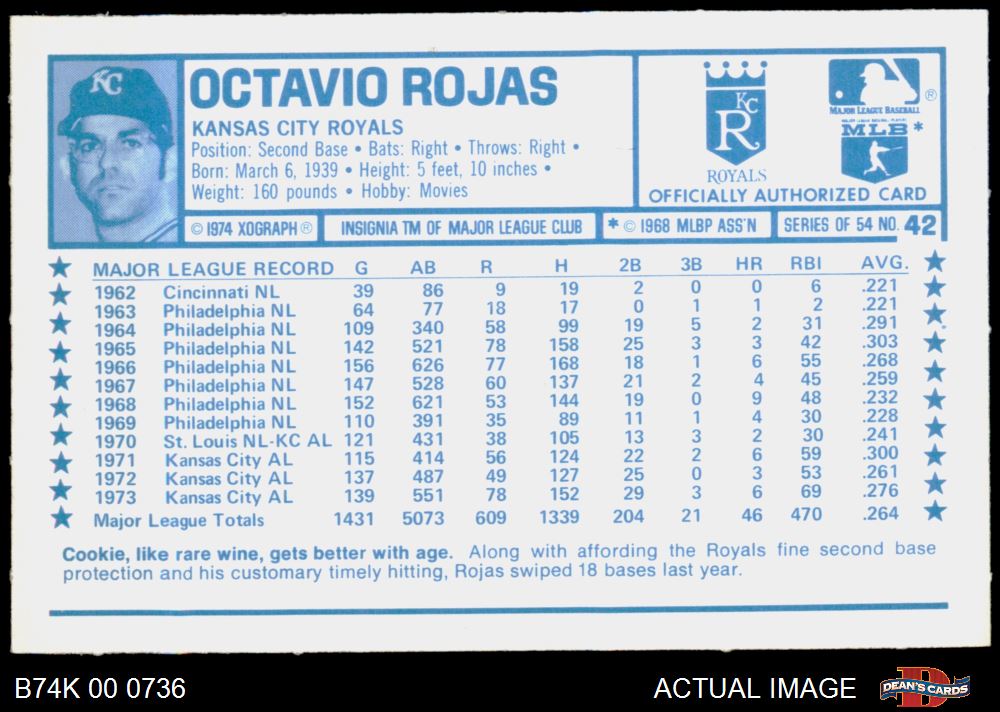 KC
OCTAVIO ROJAS
KANSAS CITY ROYALS
Position: Second Base • Bats: Right • Throws: Right •
Born: March 6, 1939 • Height: 5 feet, 10 inches •
Weight: 160 pounds • Hobby: Movies
KC
R
ROYALS
®
MAJOR LEAGUE BASEBALL
MAJOR LEAGUE BASEBALL PLAYERS
MLB*
OFFICIALLY AUTHORIZED CARD
© 1974 XOGRAPH ® INSIGNIA TM OF MAJOR LEAGUE CLUB * © 1968 MLBP ASS'N SERIES OF 54 NO. 42
MAJOR LEAGUE RECORD G AB R H 2B 3B HR RBI AVG.
1962 Cincinnati NL 39 86 9 19 2 0 0 6 .221
1963 Philadelphia NL 64 77 18 17 0 1 1 2 .221
1964 Philadelphia NL 109 340 58 99 19 5 2 31 .291
1965 Philadelphia NL 142 521 78 158 25 3 3 42 .303
1966 Philadelphia NL 156 626 77 168 18 1 6 55 .268
1967 Philadelphia NL 147 528 60 137 21 2 4 45 .259
1968 Philadelphia NL 152 621 53 144 19 0 9 48 .232
1969 Philadelphia NL 110 391 35 89 11 1 4 30 .228
1970 St. Louis NL-KC AL 121 431 38 105 13 3 2 30 .241
1971 Kansas City AL 115 414 56 124 22 2 6 59 .300
1972 Kansas City AL 137 487 49 127 25 0 3 53 .261
1973 Kansas City AL 139 551 78 152 29 3 6 69 .276
Major League Totals 1431 5073 609 1339 204 21 46 470 .264
Cookie, like rare wine, gets better with age. Along with affording the Royals fine second base
protection and his customary timely hitting, Rojas swiped 18 bases last year.
B74K 00 0736
ACTUAL IMAGE
D
DEAN'S CARDS